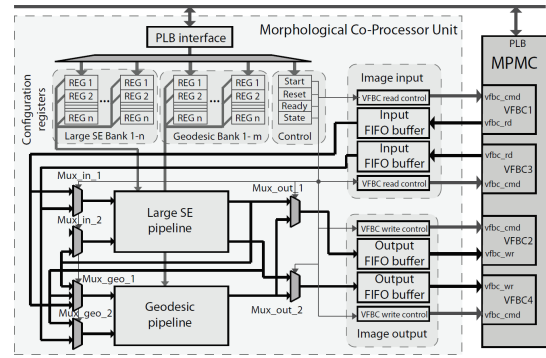 PLB interface
Morphological Co-Processor Unit
PLB
MPMC
Configuration
registers
REG 1
REG 2
REG n
...
REG 1
REG 2
REG n
Large SE Bank 1-n
REG 1
REG 2
REG n
...
REG 1
REG 2
REG n
Geodesic Bank 1- m
Start
Reset
Ready
State
Control
Image input
VFBC read control
Input
FIFO buffer
Input
FIFO buffer
VFBC read control
vfbc_cmd
VFBC1
vfbc_rd
vfbc_rd
VFBC3
vfbc_cmd
Mux_in_1
Mux_in_2
Large SE
pipeline
Mux_out_1
Mux_geo_1
Mux_geo_2
Geodesic
pipeline
Mux_out_2
VFBC write control
Output
FIFO buffer
Output
FIFO buffer
VFBC write control
Image output
vfbc_cmd
VFBC2
vfbc_wr
vfbc_wr
VFBC4
vfbc_cmd